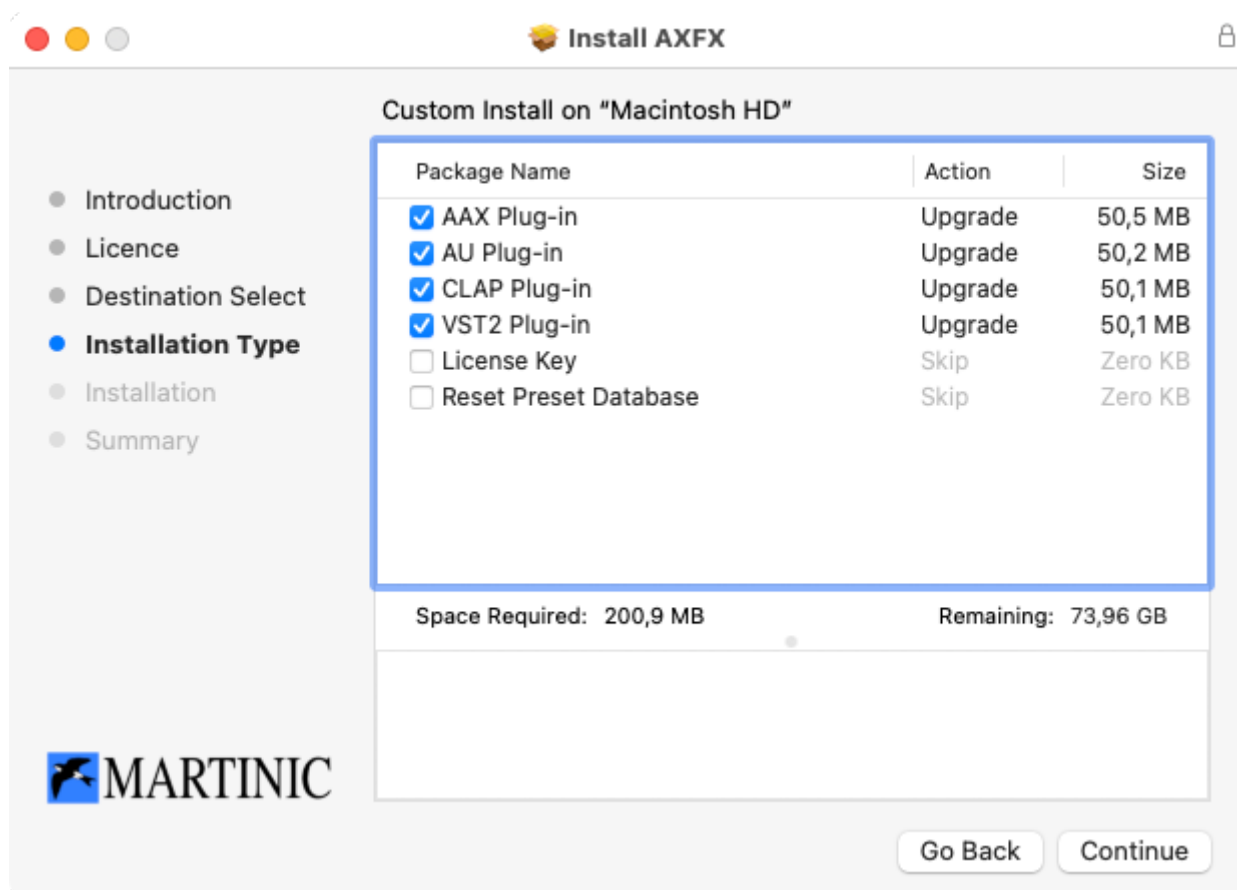 Install AXFX
Custom Install on “Macintosh HD”
Introduction
Licence
Destination Select
Installation Type
Installation
Summary
Package Name Action Size
AAX Plug-in Upgrade 50,5 MB
AU Plug-in Upgrade 50,2 MB
CLAP Plug-in Upgrade 50,1 MB
VST2 Plug-in Upgrade 50,1 MB
License Key Skip Zero KB
Reset Preset Database Skip Zero KB
Space Required: 200,9 MB Remaining: 73,96 GB
MARTINIC
Go Back Continue